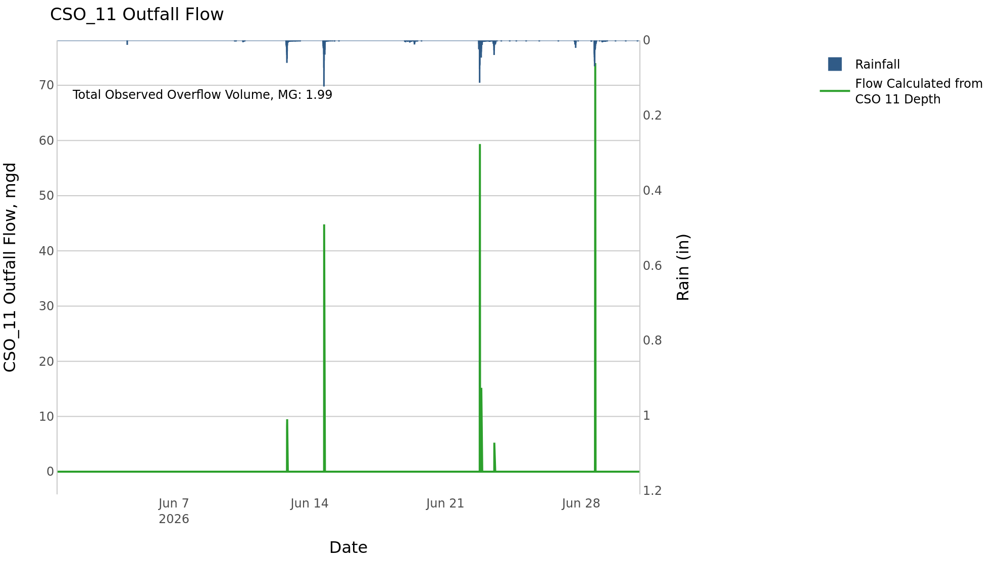 CSO_11 Outfall Flow
0
Rainfall
Flow Calculated from
CSO 11 Depth
70
Total Observed Overflow Volume, MG: 1.99
0.2
60
0.4
50
CSO_11 Outfall Flow, mgd
Rain (in)
40
0.6
30
0.8
20
10
1
0
1.2
Jun 7
2026
Jun 14
Jun 21
Jun 28
Date